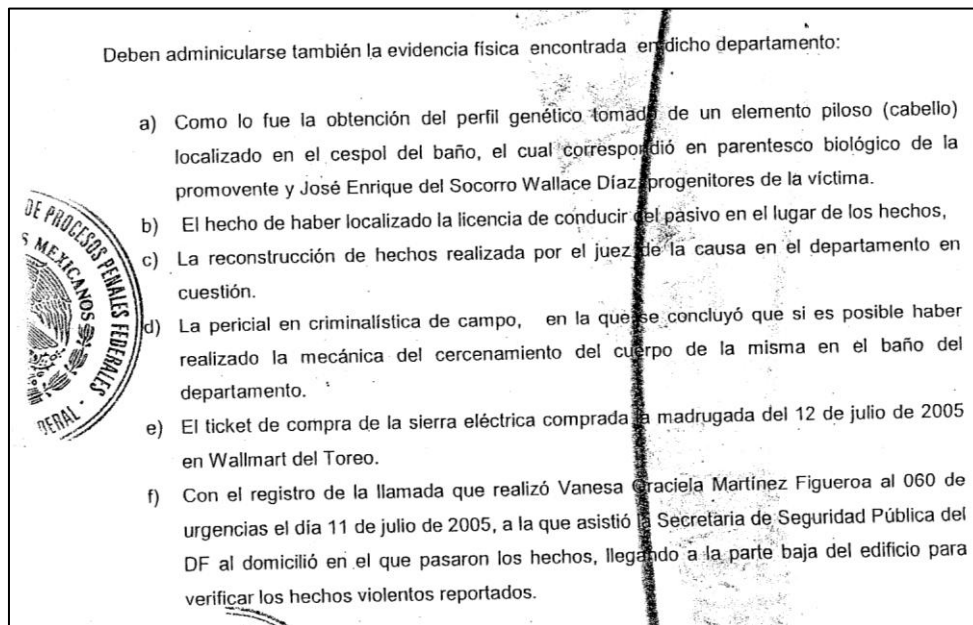 Deben adminicularse también la evidencia física encontrada en dicho departamento:
a) Como lo fue la obtención del perfil genético tomado de un elemento piloso (cabello)
localizado en el cespol del baño, el cual correspondió en parentesco biológico de la
promovente y José Enrique del Socorro Wallace Díaz, progenitores de la víctima.
b) El hecho de haber localizado la licencia de conducir del pasivo en el lugar de los hechos,
c) La reconstrucción de hechos realizada por el juez de la causa en el departamento en
cuestión.
d) La pericial en criminalística de campo, en la que se concluyó que si es posible haber
realizado la mecánica del cercenamiento del cuerpo de la misma en el baño del
departamento.
e) El ticket de compra de la sierra eléctrica comprada la madrugada del 12 de julio de 2005
en Wallmart del Toreo.
f) Con el registro de la llamada que realizó Vanesa Graciela Martínez Figueroa al 060 de
urgencias el día 11 de julio de 2005, a la que asistió la Secretaria de Seguridad Pública del
DF al domicilió en el que pasaron los hechos, llegando a la parte baja del edificio para
verificar los hechos violentos reportados.
DE PROCESOS PENALES FEDERALES
S MEXICANOS